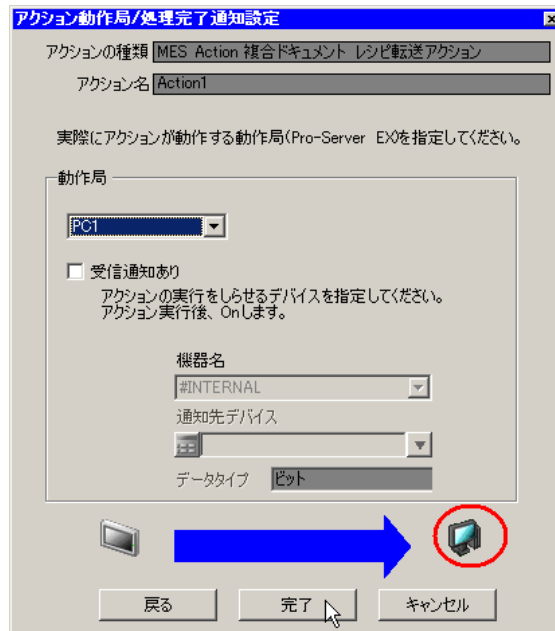 アクション動作局/処理完了通知設定
アクションの種類 MES Action 複合ドキュメント レシピ転送アクション
アクション名 Action1
実際にアクションが動作する動作局(Pro-Server EX)を指定してください。
動作局
PC1
受信通知あり
アクションの実行をしらせるデバイスを指定してください。
アクション実行後、Onします。
機器名
#INTERNAL
通知先デバイス
データタイプ ビット
戻る 完了 キャンセル